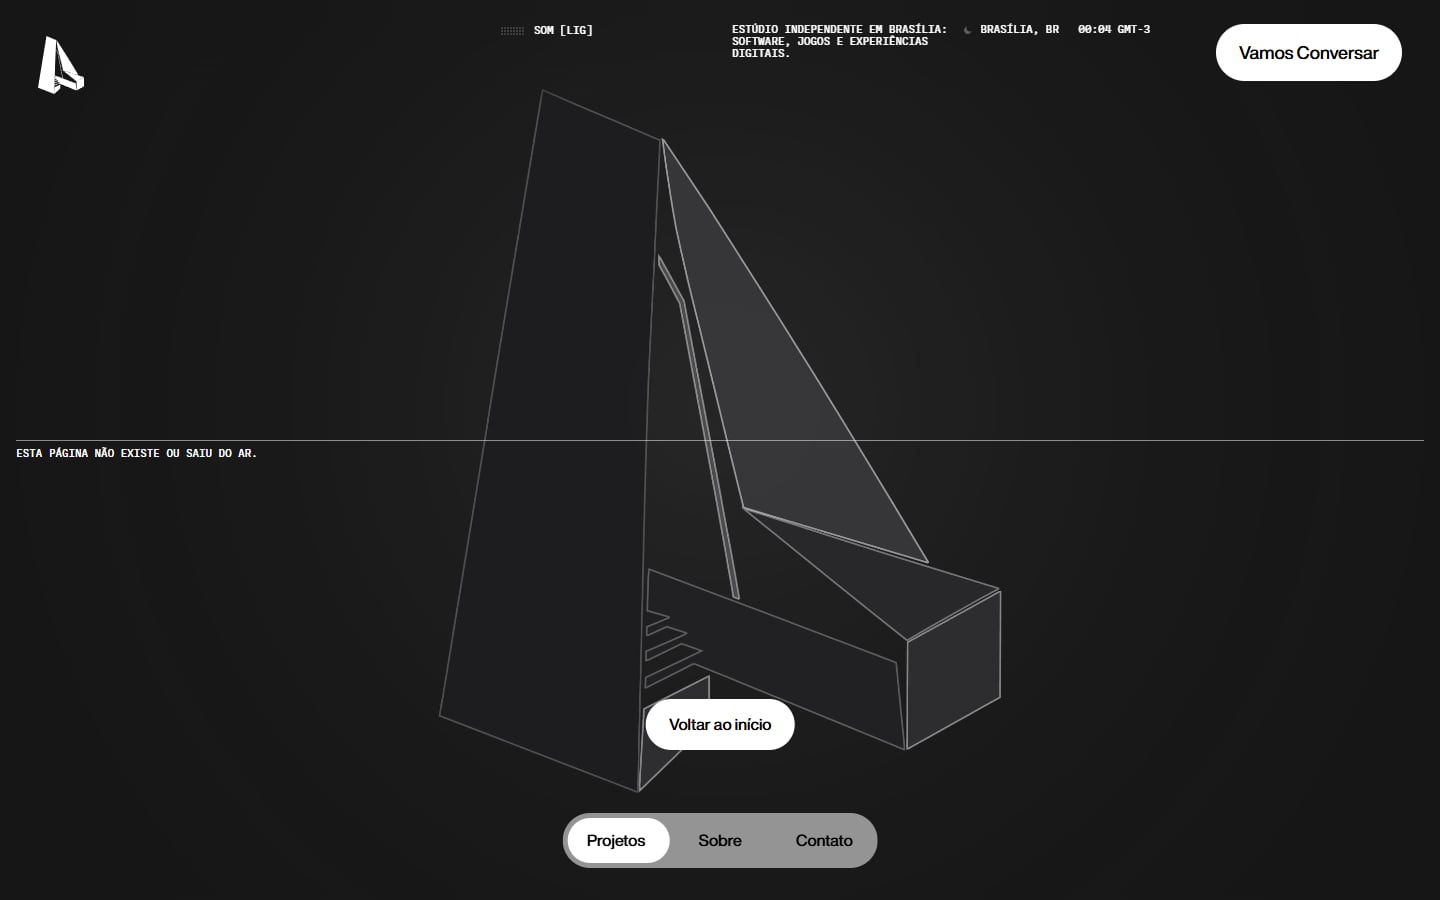 SOM [LIG]
ESTÚDIO INDEPENDENTE EM BRASÍLIA:
SOFTWARE, JOGOS E EXPERIÊNCIAS
DIGITAIS.
BRASÍLIA, BR 00:04 GMT-3
Vamos Conversar
ESTA PÁGINA NÃO EXISTE OU SAIU DO AR.
Voltar ao início
Projetos Sobre Contato